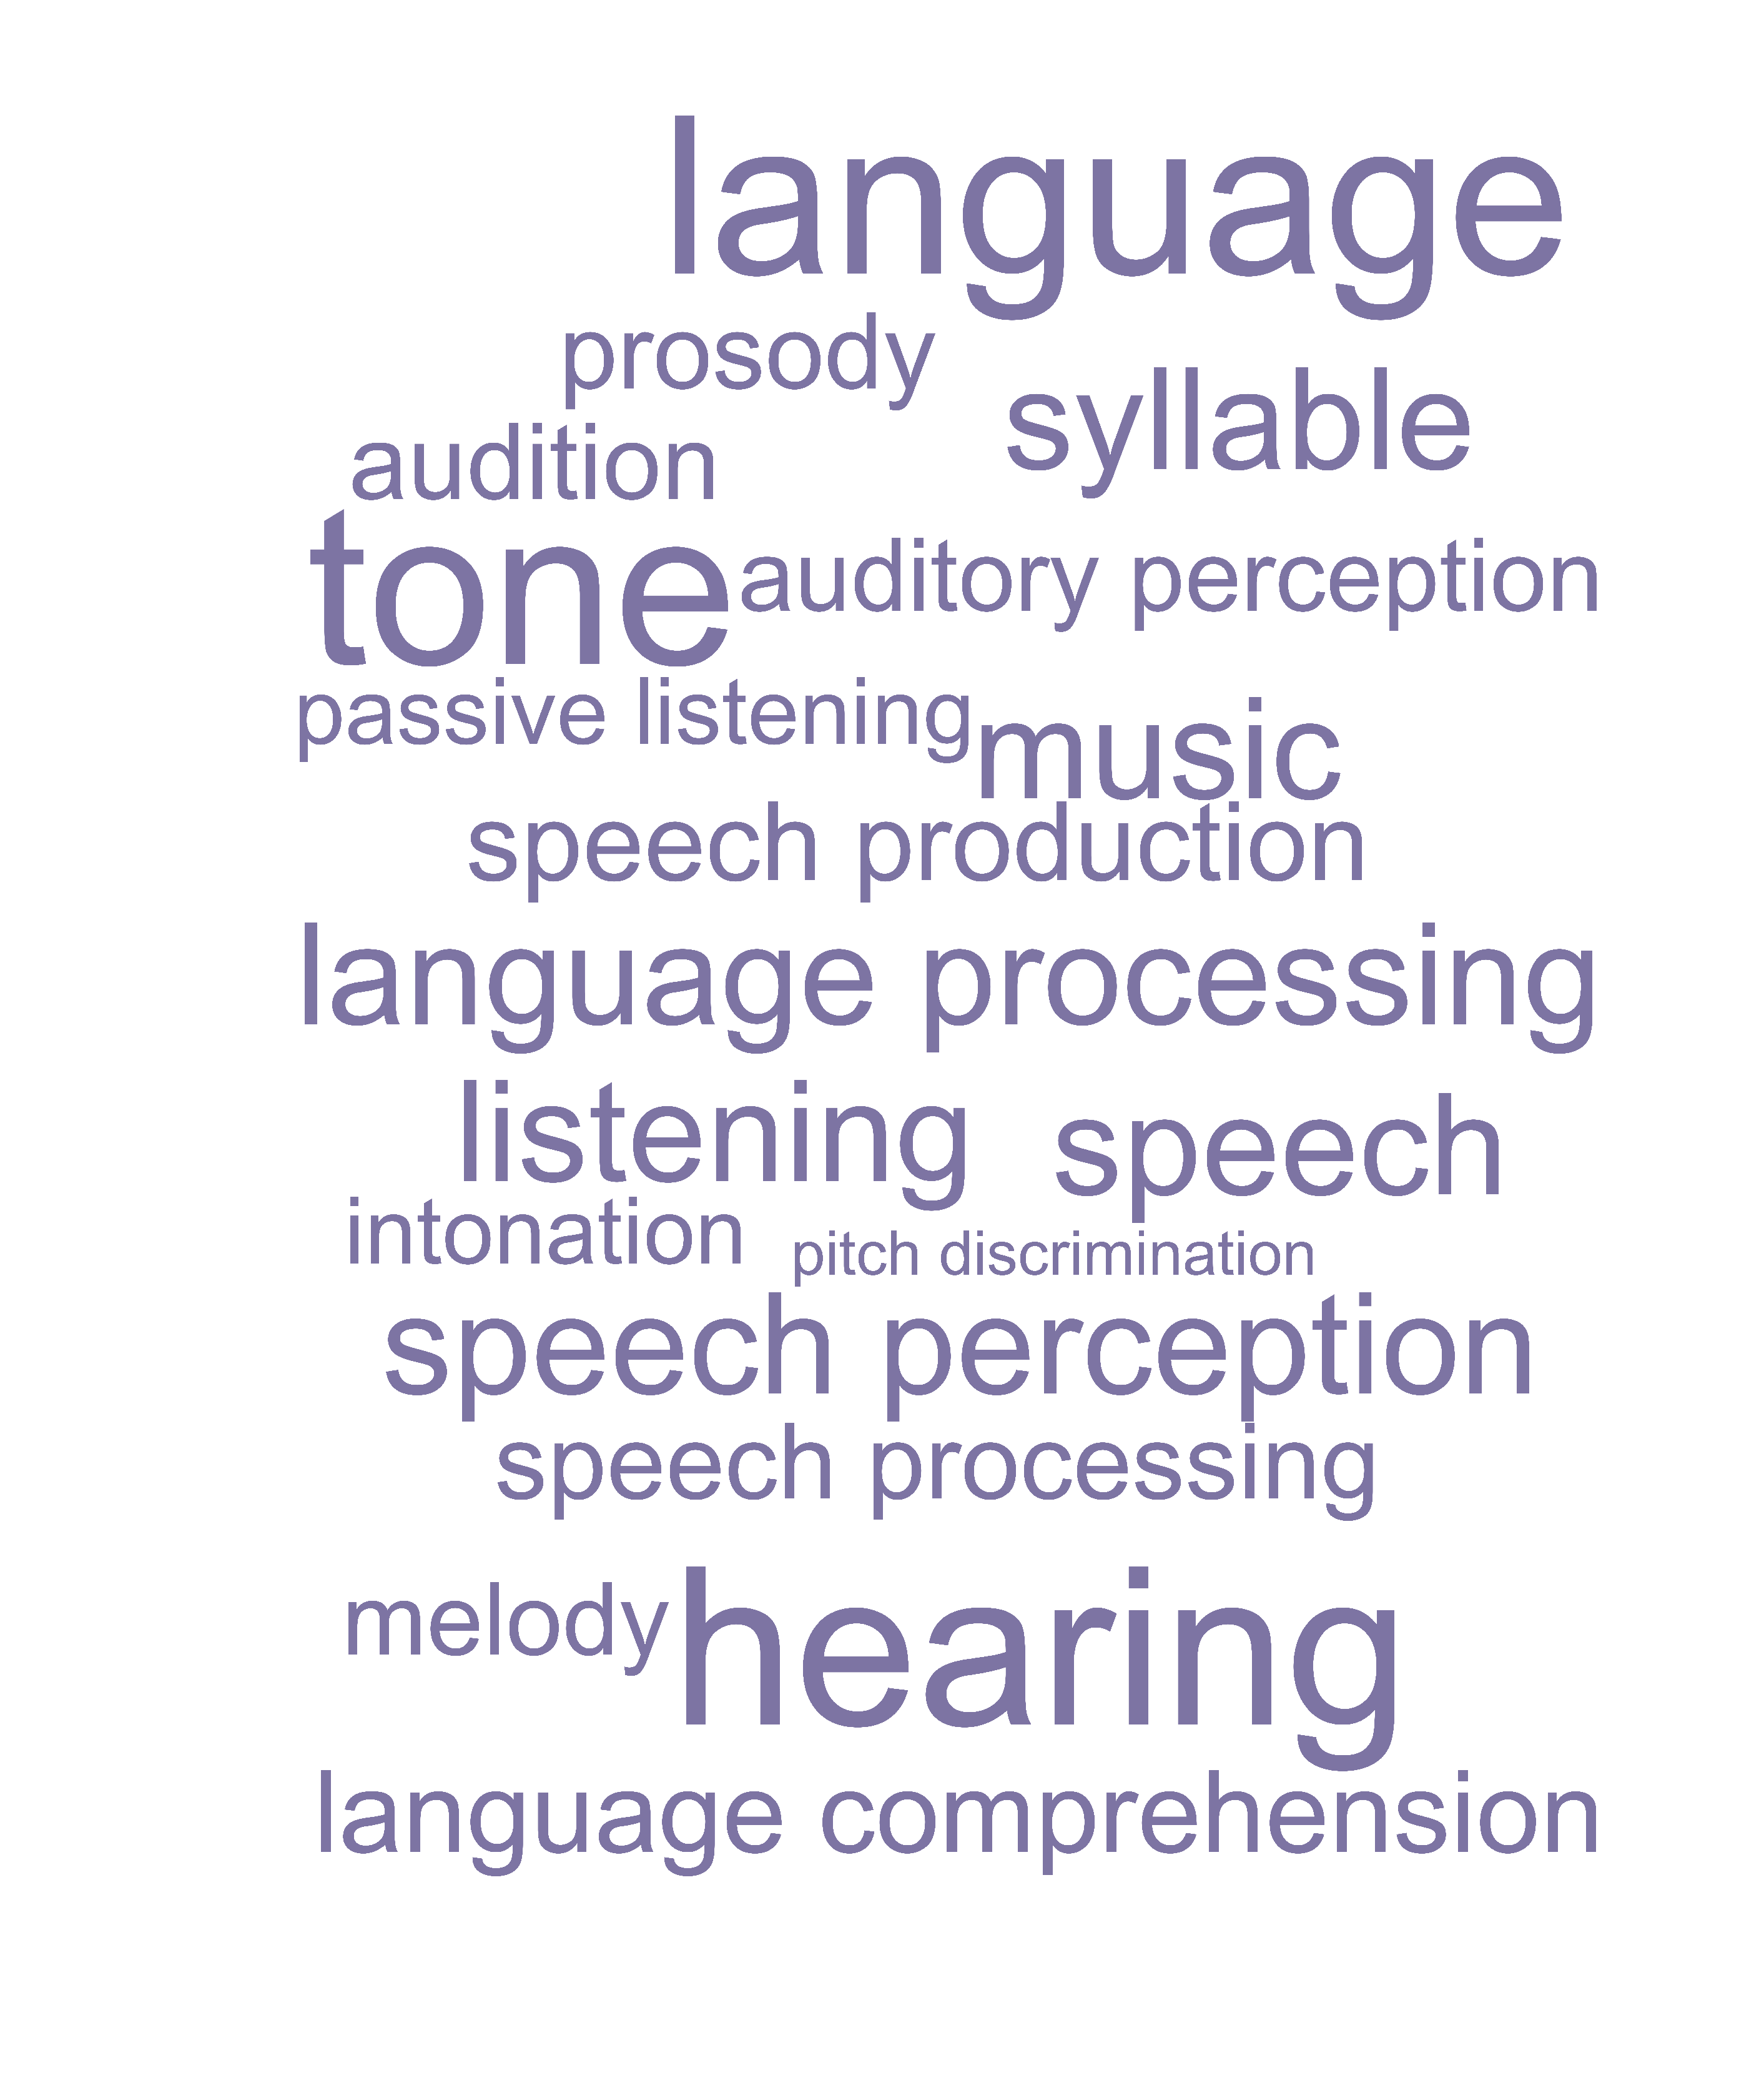 language
prosody
syllable
audition
tone
auditory perception
passive listening
music
speech production
language processing
listening
speech
intonation
pitch discrimination
speech perception
speech processing
melody
hearing
language comprehension